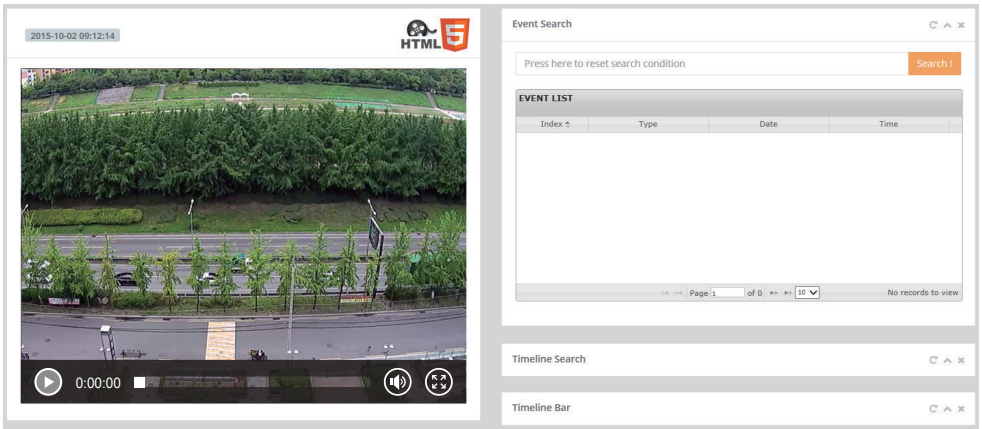 2015-10-02 09:12:14
HTML
5
0:00:00
Event Search
Press here to reset search condition
Search !
EVENT LIST
Index Type Date Time
Page 1 of 0 10 No records to view
Timeline Search
Timeline Bar